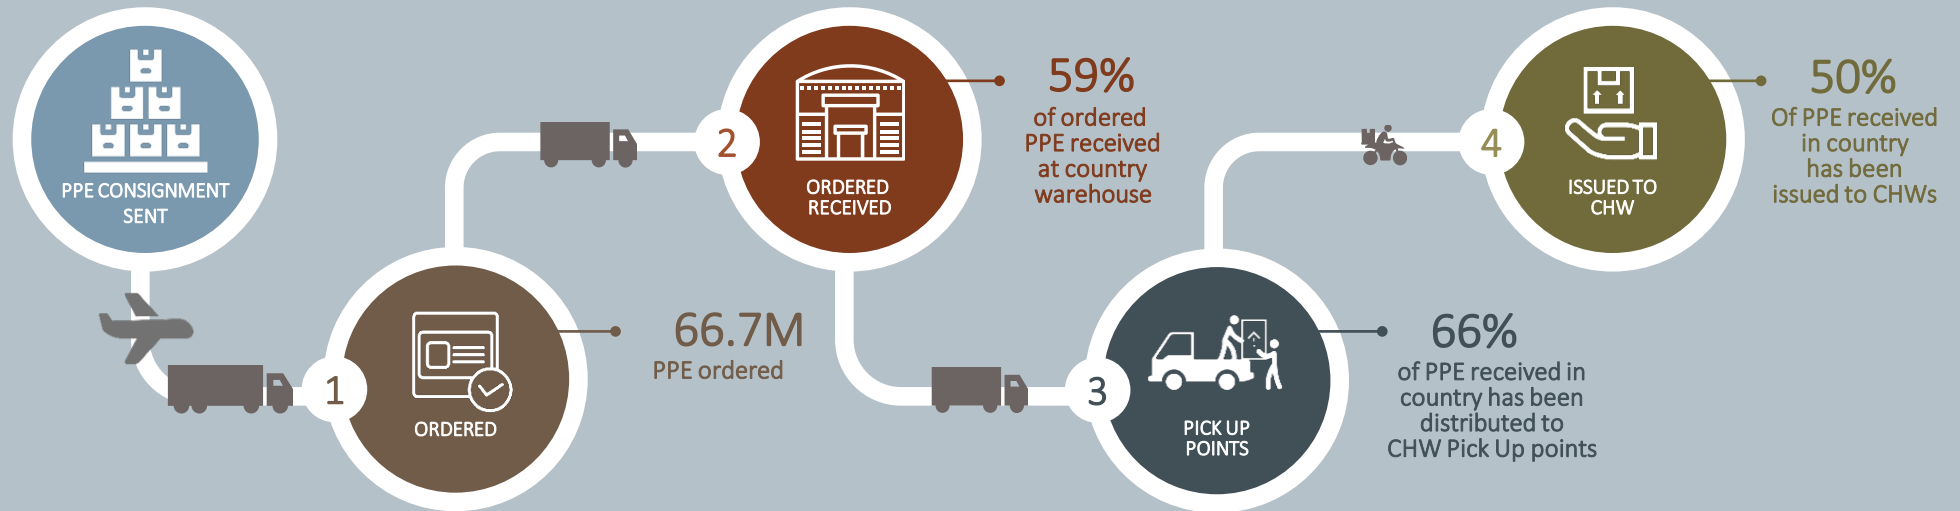 PPE CONSIGNMENT
SENT
1
ORDERED
66.7M
PPE ordered
2
ORDERED
RECEIVED
59%
of ordered
PPE received
at country
warehouse
3
PICK UP
POINTS
66%
of PPE received in
country has been
distributed to
CHW Pick Up points
4
ISSUED TO
CHW
50%
Of PPE received
in country
has been
issued to CHWs